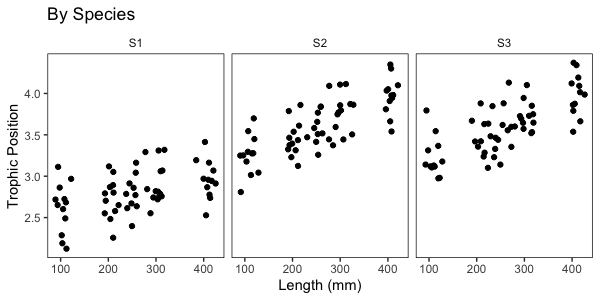 By Species
S1 S2 S3
Trophic Position
4.0
3.5
3.0
2.5
100 200 300 400 100 200 300 400 100 200 300 400
Length (mm)